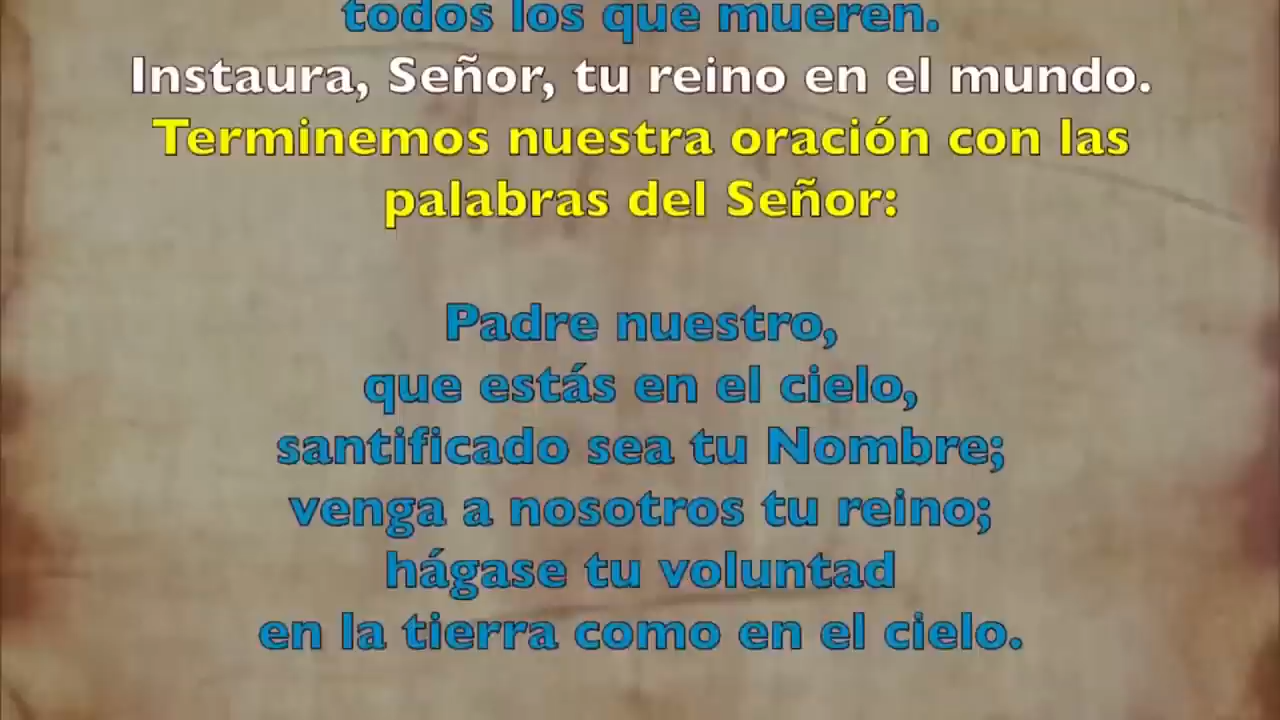 todos los que mueren.
Instaura, Señor, tu reino en el mundo.
Terminemos nuestra oración con las
palabras del Señor:
Padre nuestro,
que estás en el cielo,
santificado sea tu Nombre;
venga a nosotros tu reino;
hágase tu voluntad
en la tierra como en el cielo.